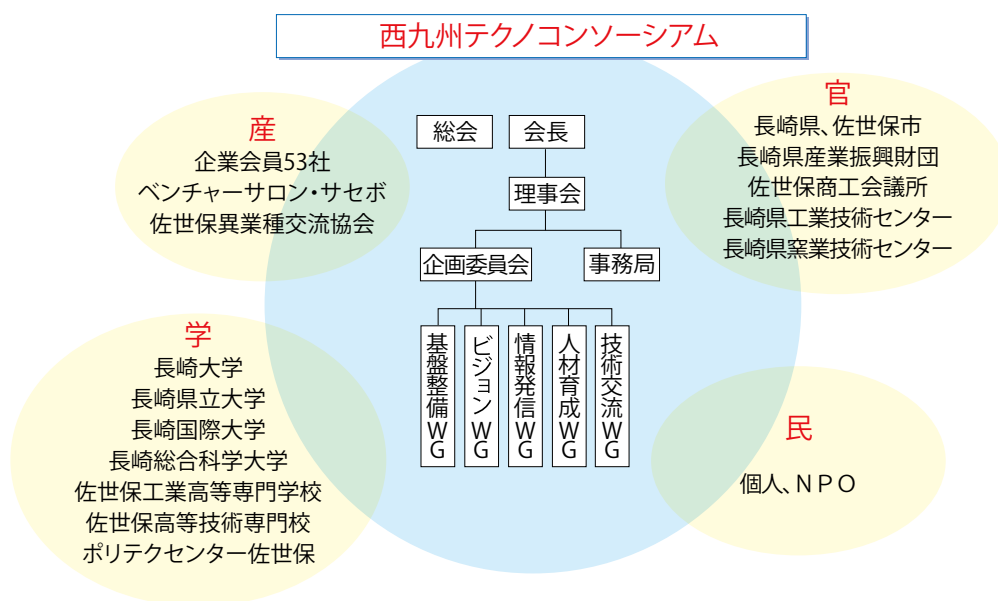 西九州テクノコンソーシアム
産
企業会員53社
ベンチャーサロン・サセボ
佐世保異業種交流協会
官
長崎県、佐世保市
長崎県産業振興財団
佐世保商工会議所
長崎県工業技術センター
長崎県窯業技術センター
総会
会長
理事会
企画委員会
事務局
基盤整備WG
ビジョンWG
情報発信WG
人材育成WG
技術交流WG
学
長崎大学
長崎県立大学
長崎国際大学
長崎総合科学大学
佐世保工業高等専門学校
佐世保高等技術専門校
ポリテクセンター佐世保
民
個人、ＮＰＯ